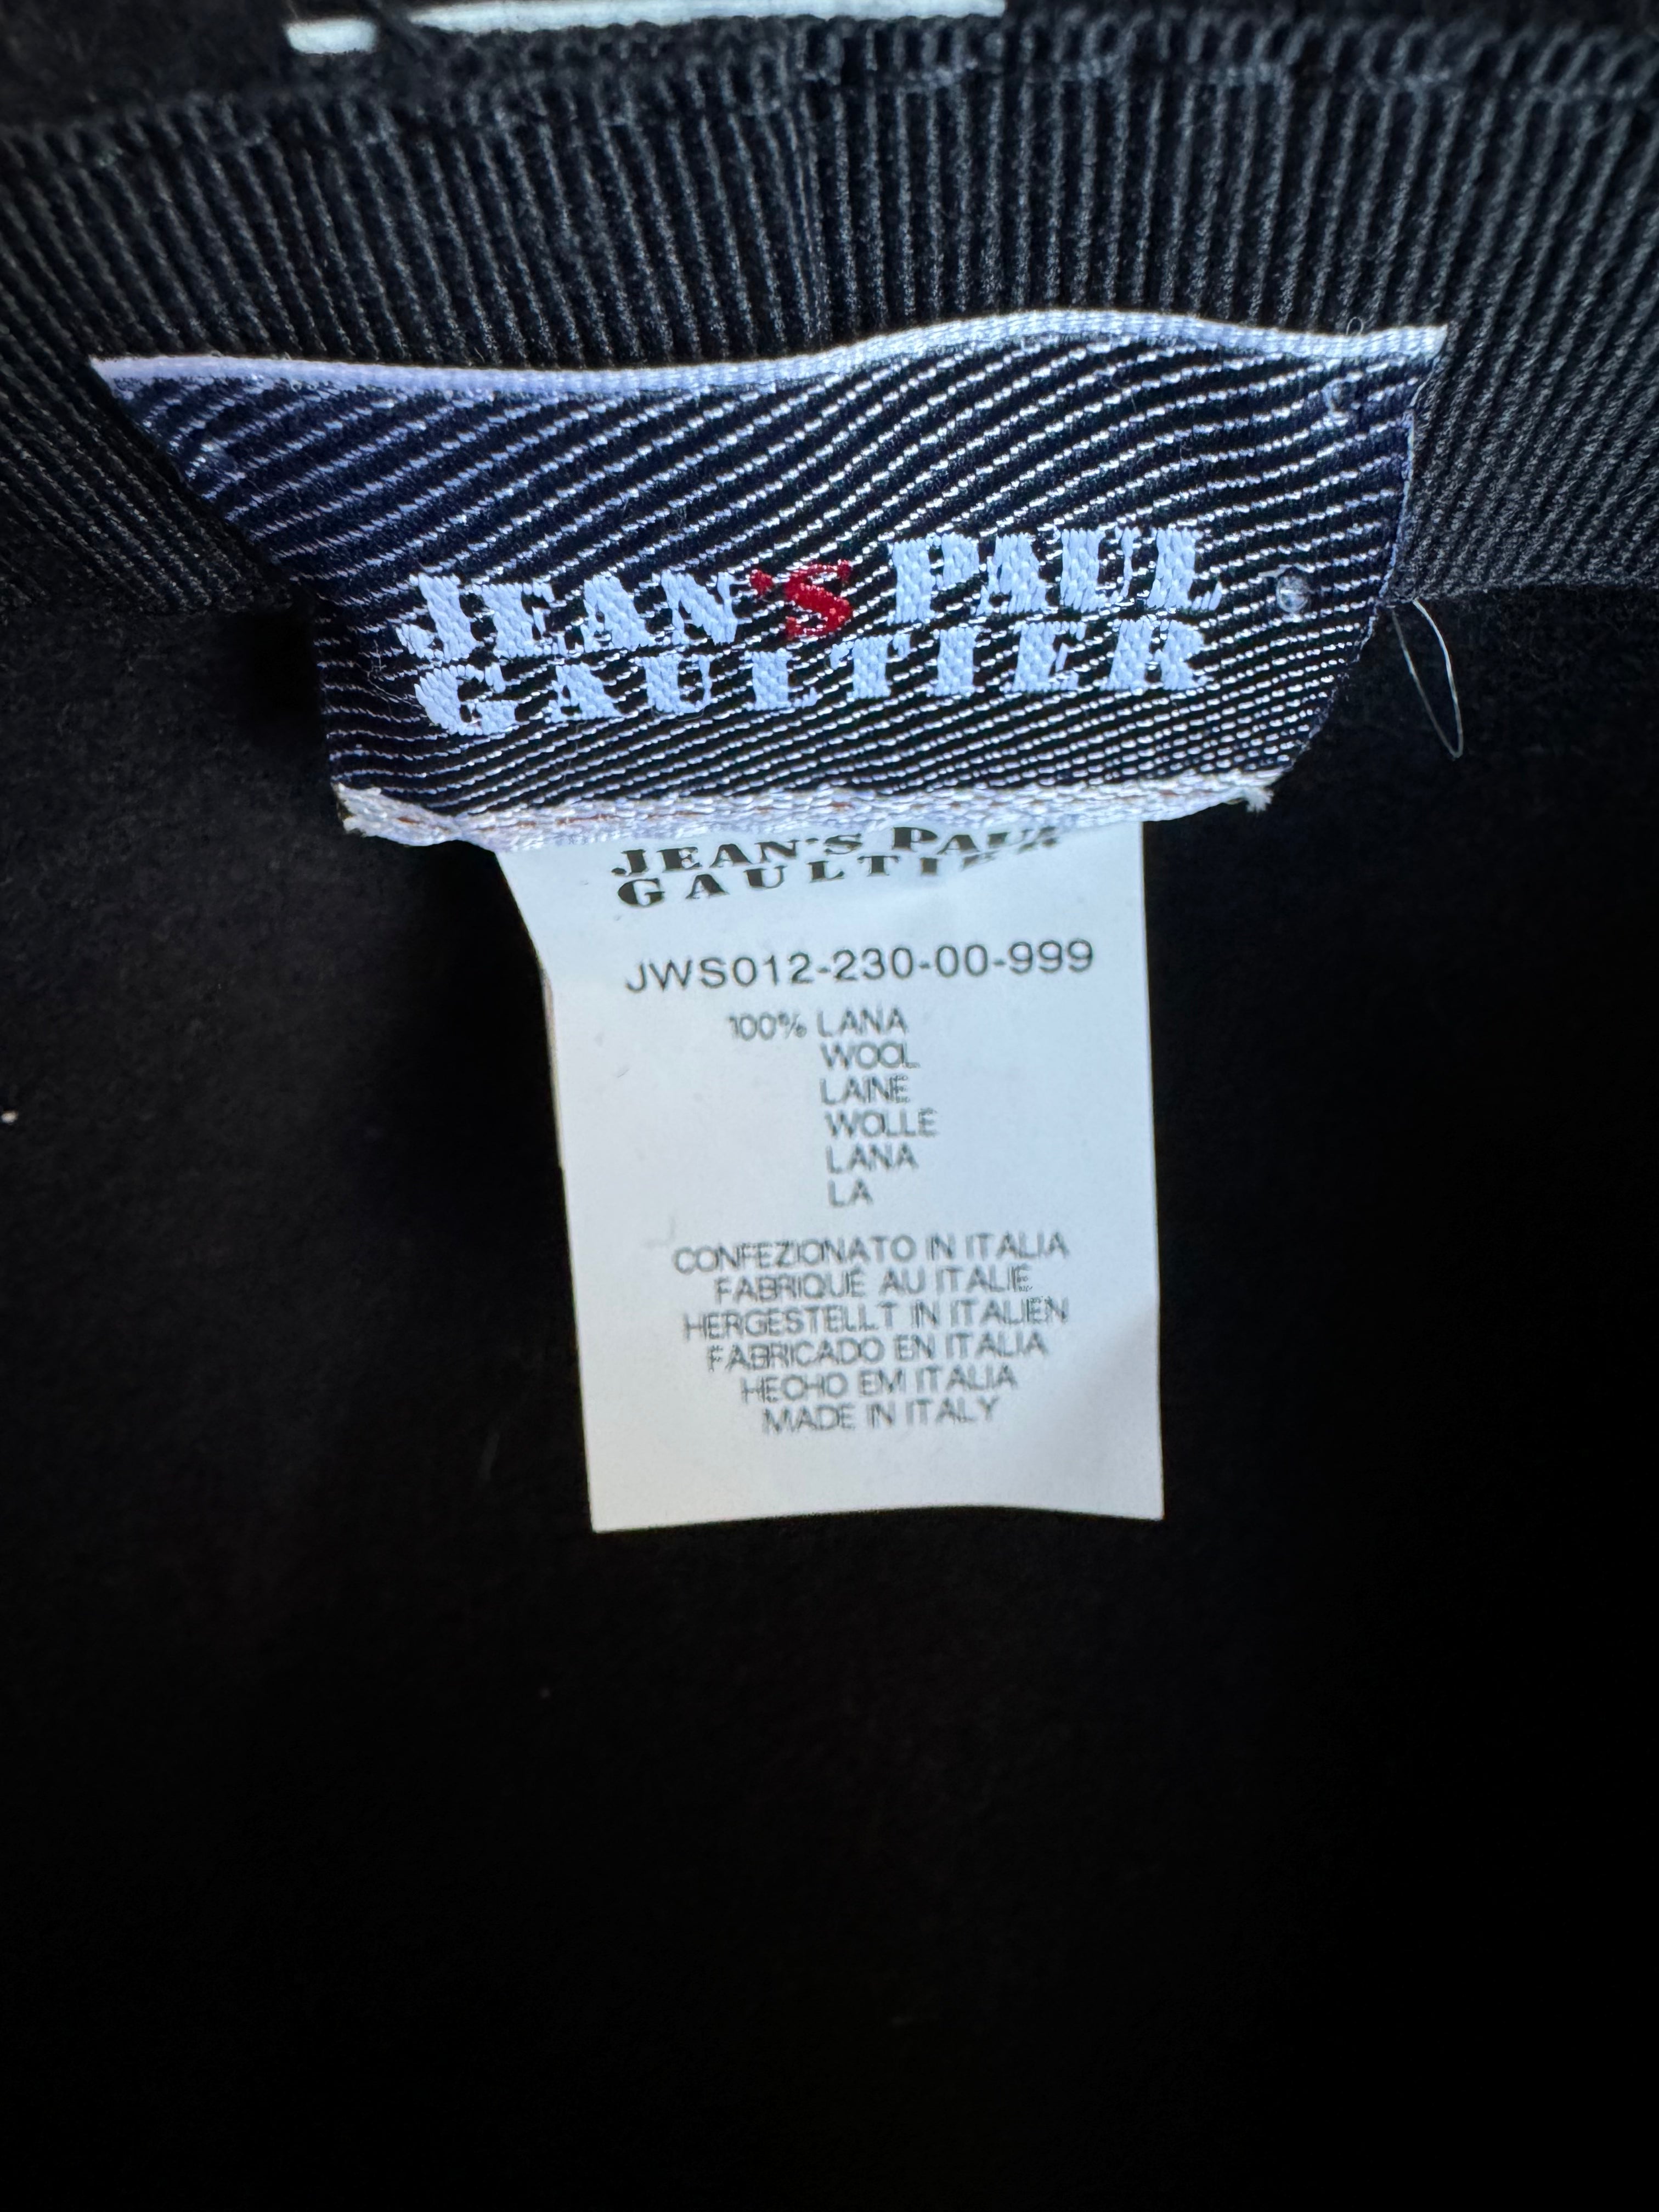 JEAN'S PAUL
GAULTIER
JEAN'S PAUL
GAULTIER
JWS012-230-00-999
100% LANA
WOOL
LAINE
WOLLE
LANA
LA
CONFEZIONATO IN ITALIA
FABRIQUÉ AU ITALIE
HERGESTELLT IN ITALIEN
FABRICADO EN ITALIA
HECHO EM ITALIA
MADE IN ITALY